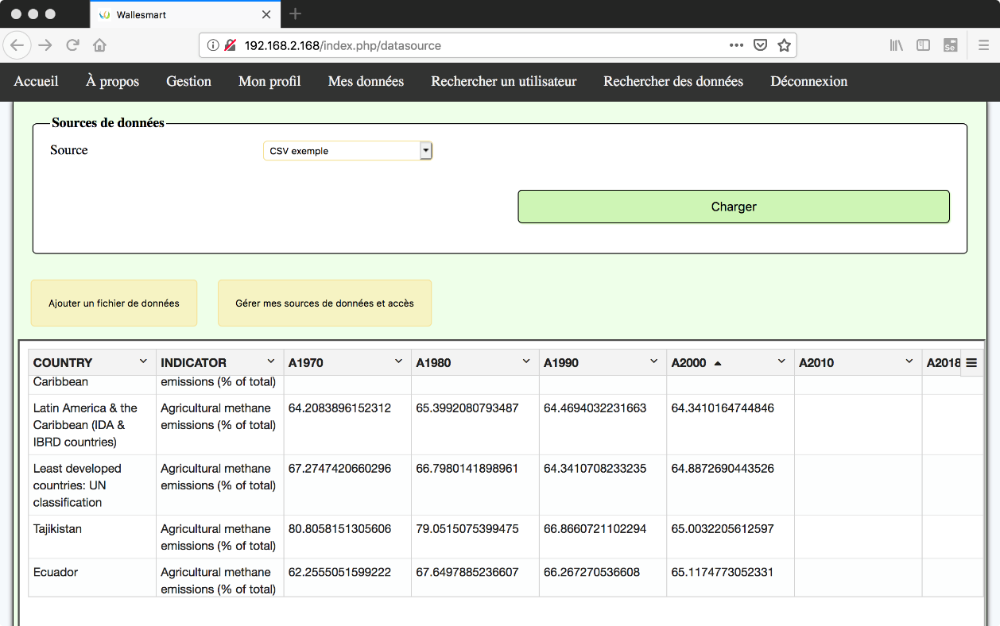 Wallesmart
192.168.2.168/index.php/datasource
Se
Accueil À propos Gestion Mon profil Mes données Rechercher un utilisateur Rechercher des données Déconnexion
Sources de données
Source CSV exemple
Charger
Ajouter un fichier de données Gérer mes sources de données et accès
COUNTRY INDICATOR A1970 A1980 A1990 A2000 A2010 A2018
Caribbean emissions (% of total)
Latin America & the Agricultural methane 64.2083896152312 65.3992080793487 64.4694032231663 64.3410164744846
Caribbean (IDA & emissions (% of total)
IBRD countries)
Least developed Agricultural methane 67.2747420660296 66.7980141898961 64.3410708233235 64.8872690443526
countries: UN emissions (% of total)
classification
Tajikistan Agricultural methane 80.8058151305606 79.0515075399475 66.8660721102294 65.0032205612597
emissions (% of total)
Ecuador Agricultural methane 62.2555051599222 67.6497885236607 66.267270536608 65.1174773052331
emissions (% of total)